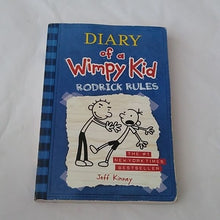 DIARY
of a
Wimpy Kid
RODRICK RULES
THE #1
NEW YORK TIMES
BESTSELLER
Jeff Kinney